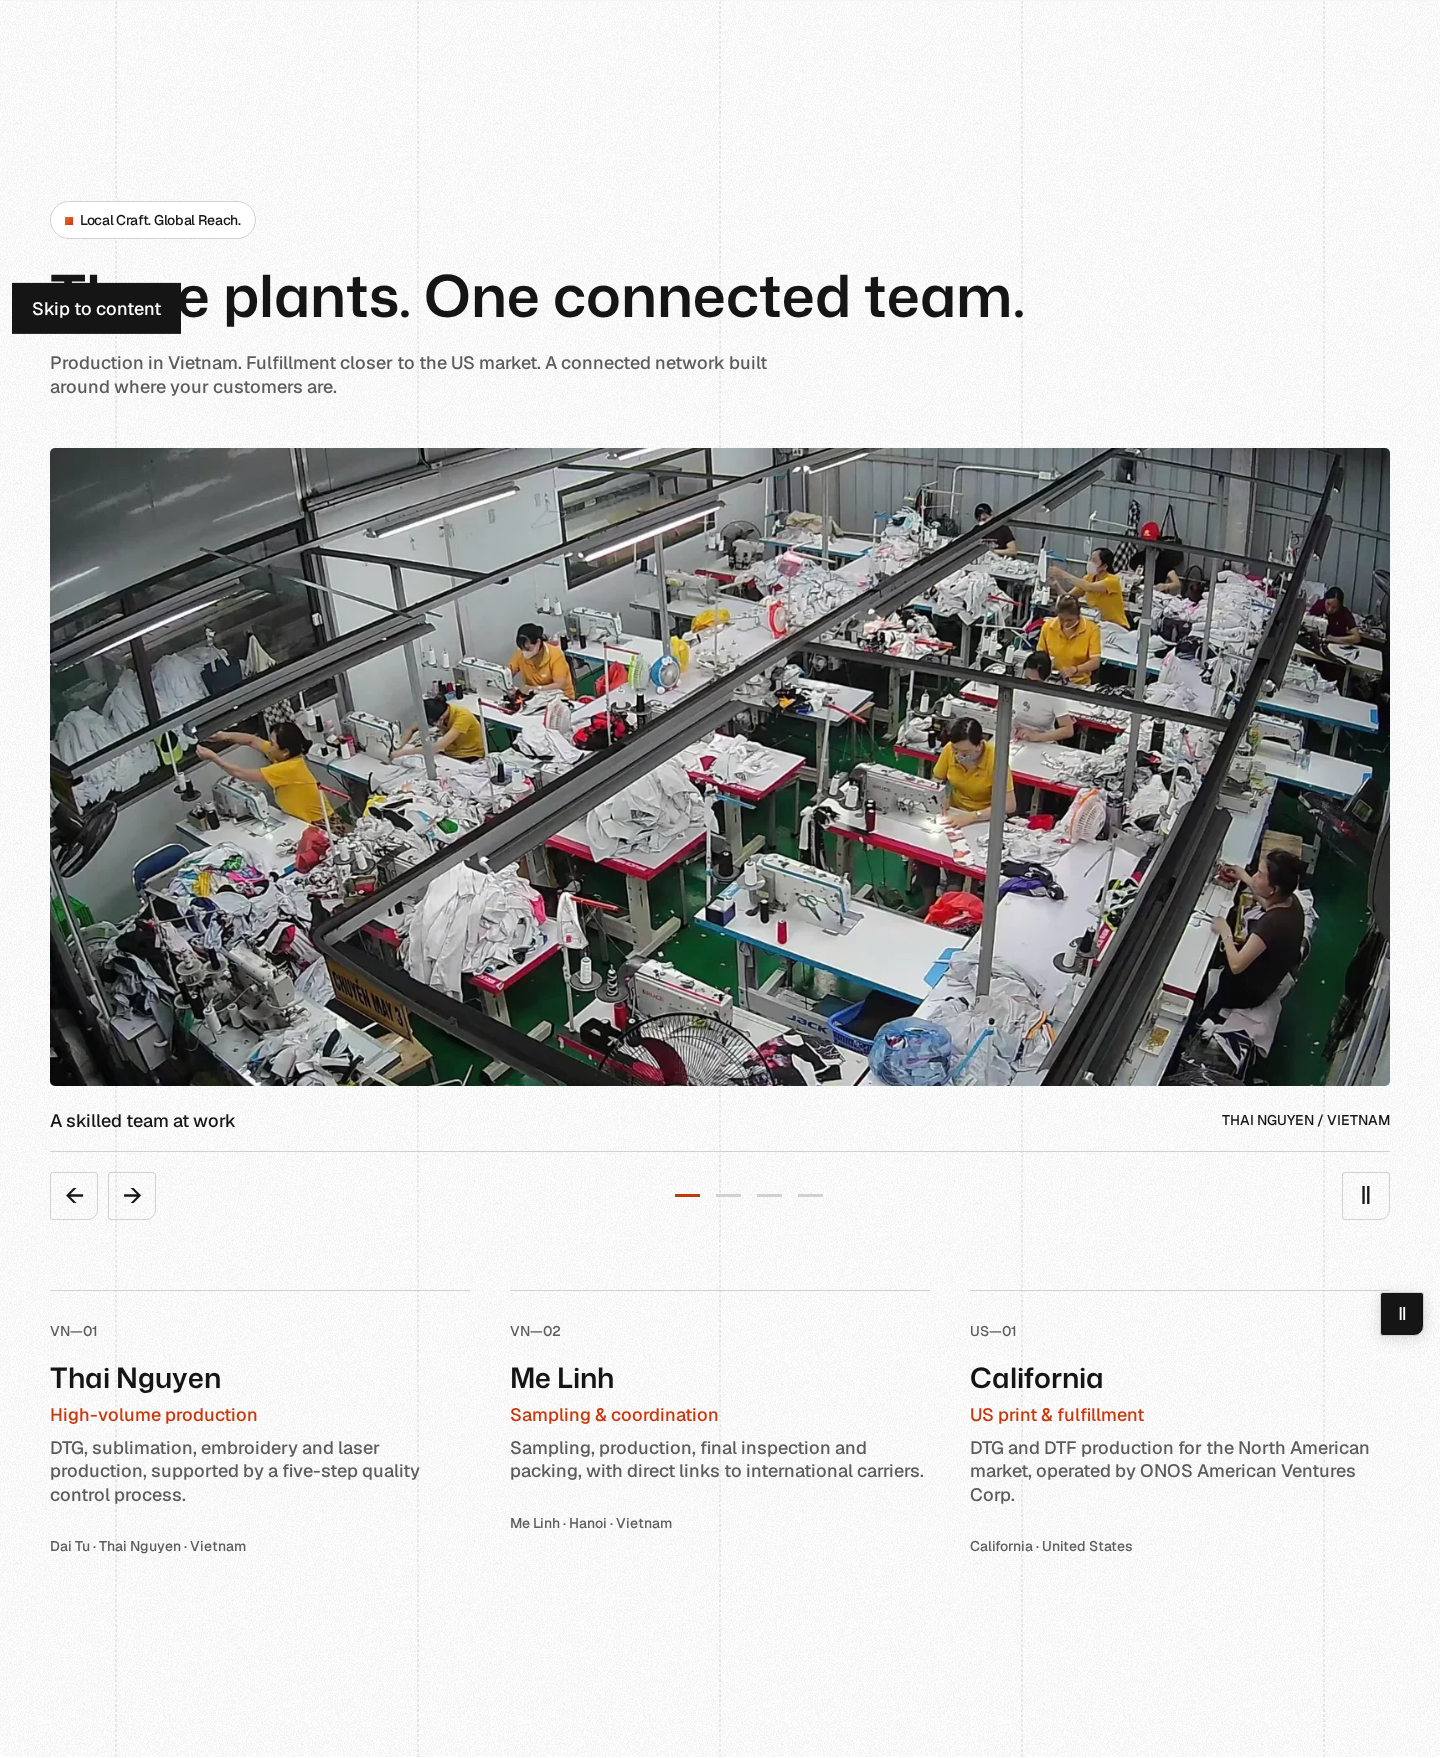 Local Craft. Global Reach.
plants. One connected team.
Skip to content
Production in Vietnam. Fulfillment closer to the US market. A connected network built
around where your customers are.
CHUYỀN MAY 3
JACK
A skilled team at work
THAI NGUYEN / VIETNAM
VN—01
Thai Nguyen
High-volume production
DTG, sublimation, embroidery and laser
production, supported by a five-step quality
control process.
Dai Tu · Thai Nguyen · Vietnam
VN—02
Me Linh
Sampling & coordination
Sampling, production, final inspection and
packing, with direct links to international carriers.
Me Linh · Hanoi · Vietnam
US—01
California
US print & fulfillment
DTG and DTF production for the North American
market, operated by ONOS American Ventures
Corp.
California · United States